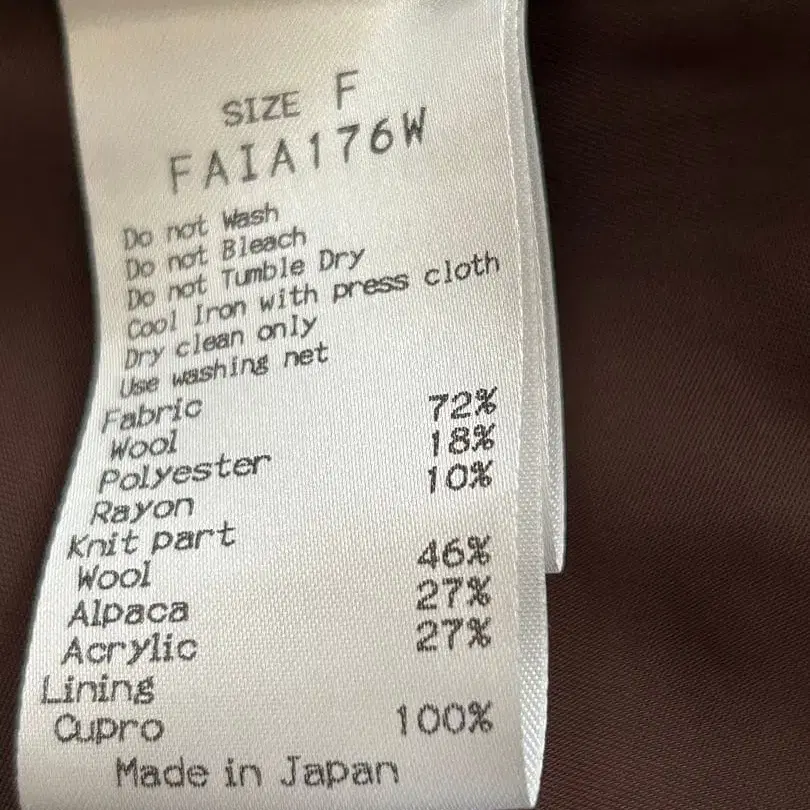 SIZE F
FAIA176W
Do not Wash
Do not Bleach
Do not Tumble Dry
Cool Iron with press cloth
Dry clean only
Use washing net
Fabric
Wool 72%
Polyester 18%
Rayon 10%
Knit part
Wool 46%
Alpaca 27%
Acrylic 27%
Lining
Cupro 100%
Made in Japan